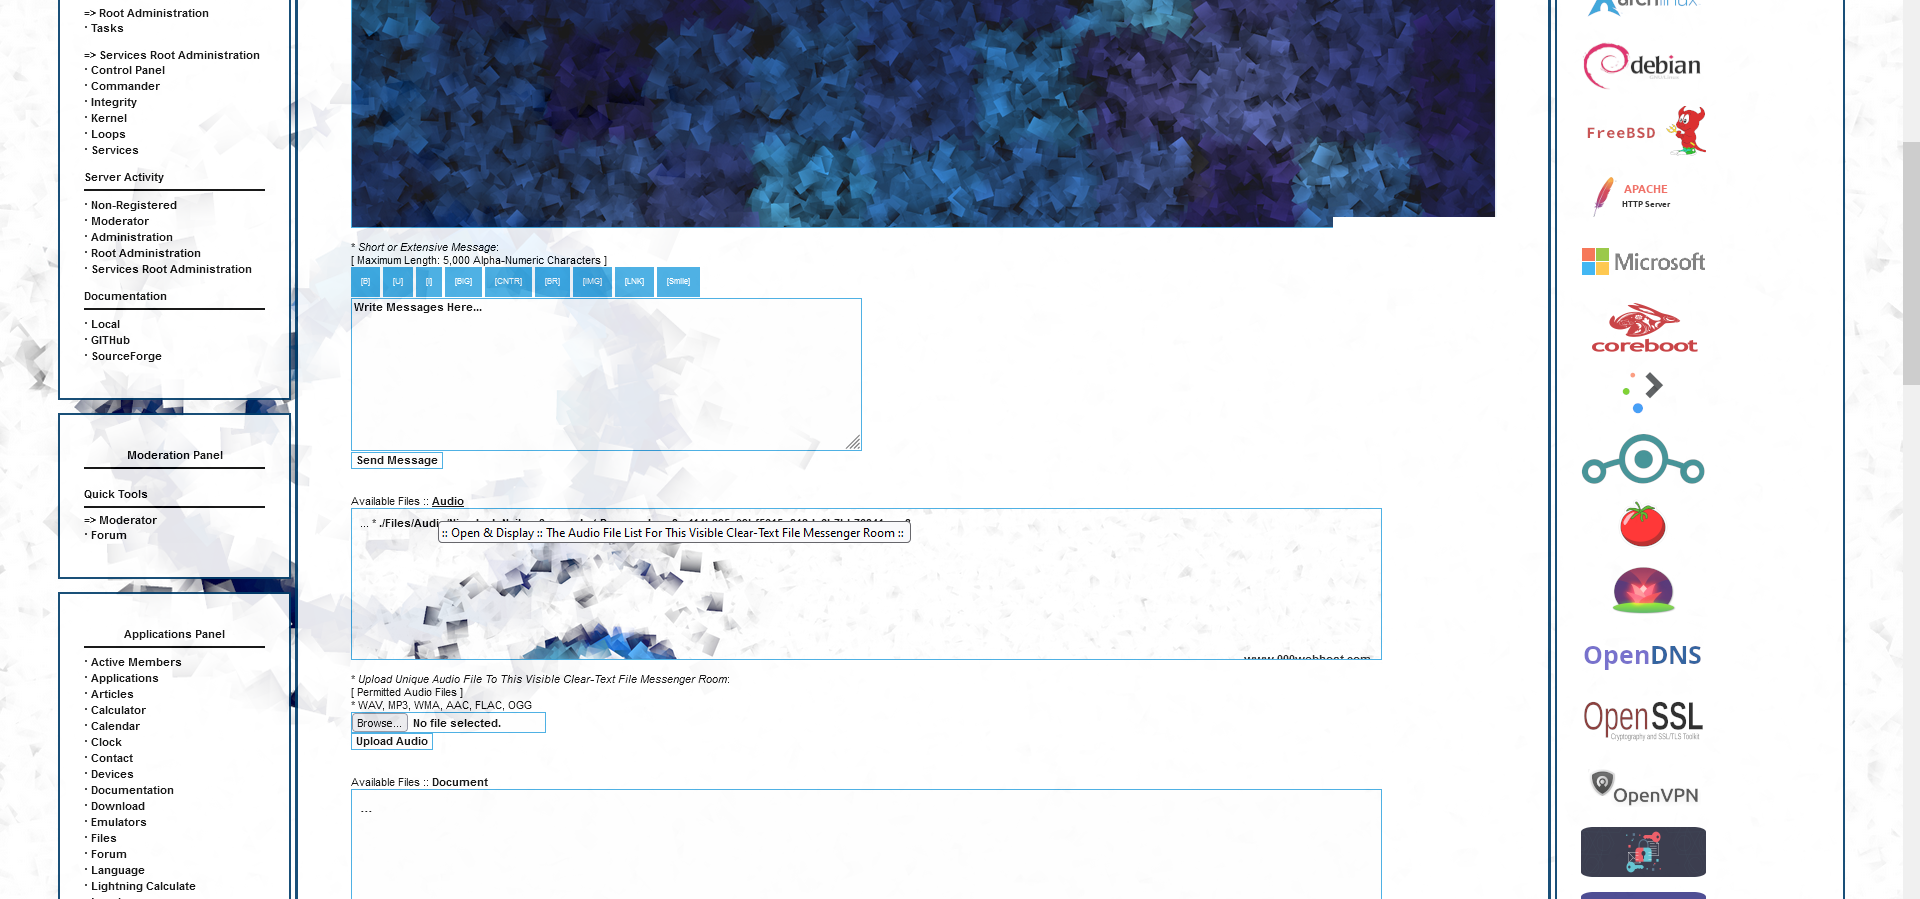 => Root Administration
· Tasks
=> Services Root Administration
· Control Panel
· Commander
· Integrity
· Kernel
· Loops
· Services
Server Activity
· Non-Registered
· Moderator
· Administration
· Root Administration
· Services Root Administration
Documentation
· Local
· GITHub
· SourceForge
Moderation Panel
Quick Tools
=> Moderator
· Forum
Applications Panel
· Active Members
· Applications
· Articles
· Calculator
· Calendar
· Clock
· Contact
· Devices
· Documentation
· Download
· Emulators
· Files
· Forum
· Language
· Lightning Calculate
* Short or Extensive Message:
[ Maximum Length: 5,000 Alpha-Numeric Characters ]
[B] [U] [I] [BIG] [CNTR] [BR] [IMG] [LNK] [Smile]
Write Messages Here...
Send Message
Available Files :: Audio
... * ./Files/Audio
:: Open & Display :: The Audio File List For This Visible Clear-Text File Messenger Room ::
www.000webhost.com
* Upload Unique Audio File To This Visible Clear-Text File Messenger Room:
[ Permitted Audio Files ]
* WAV, MP3, WMA, AAC, FLAC, OGG
Browse... No file selected.
Upload Audio
Available Files :: Document
...
archlinux
debian
FreeBSD
APACHE
HTTP Server
Microsoft
coreboot
OpenDNS
OpenSSL
Cryptography and SSL/TLS Toolkit
OpenVPN